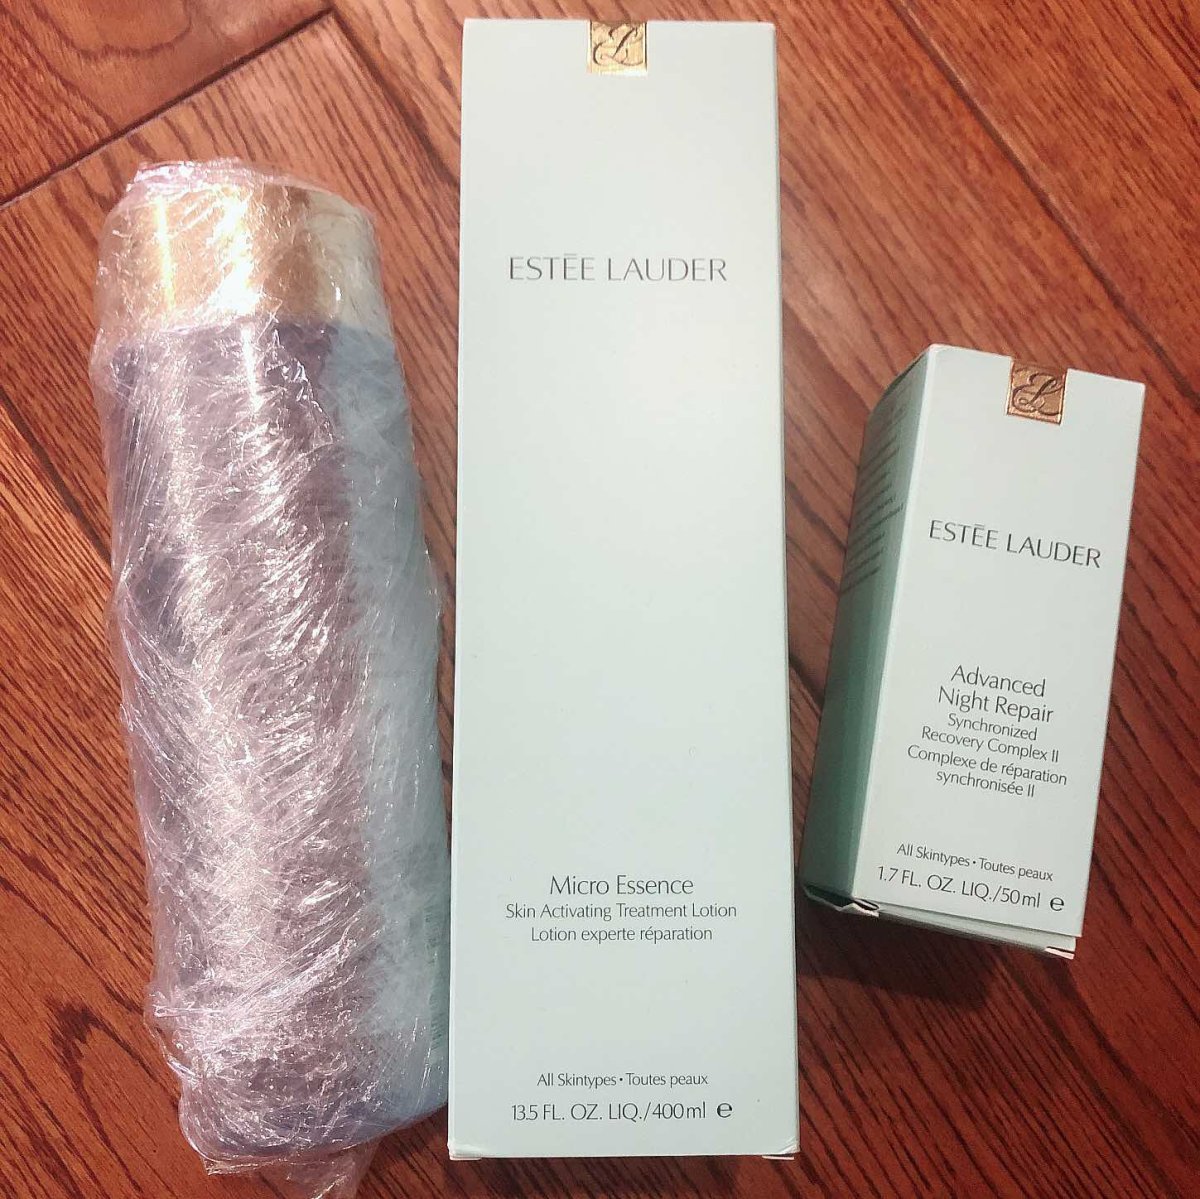 ESTĒE LAUDER
Micro Essence
Skin Activating Treatment Lotion
Lotion experte réparation
All Skintypes • Toutes peaux
13.5 FL. OZ. LIQ./400ml e
ESTĒE LAUDER
Advanced
Night Repair
Synchronized
Recovery Complex II
Complexe de réparation
synchronisée II
All Skintypes • Toutes peaux
1.7 FL. OZ. LIQ./50ml e